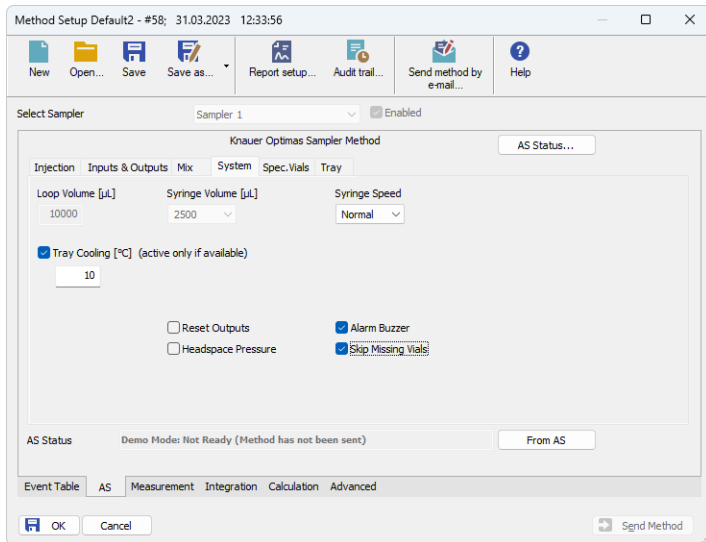 Method Setup Default2 - #58;   31.03.2023   12:33:56
New   Open...   Save   Save as...   Report setup...   Audit trail...   Send method by e-mail...   Help
Select Sampler   Sampler 1   Enabled
Knauer Optimas Sampler Method   AS Status...
Injection   Inputs & Outputs   Mix   System   Spec.Vials   Tray
Loop Volume [µL]   Syringe Volume [µL]   Syringe Speed
10000   2500   Normal
Tray Cooling [°C]  (active only if available)
10
Reset Outputs   Alarm Buzzer
Headspace Pressure   Skip Missing Vials
AS Status   Demo Mode: Not Ready (Method has not been sent)   From AS
Event Table   AS   Measurement   Integration   Calculation   Advanced
OK   Cancel   Send Method